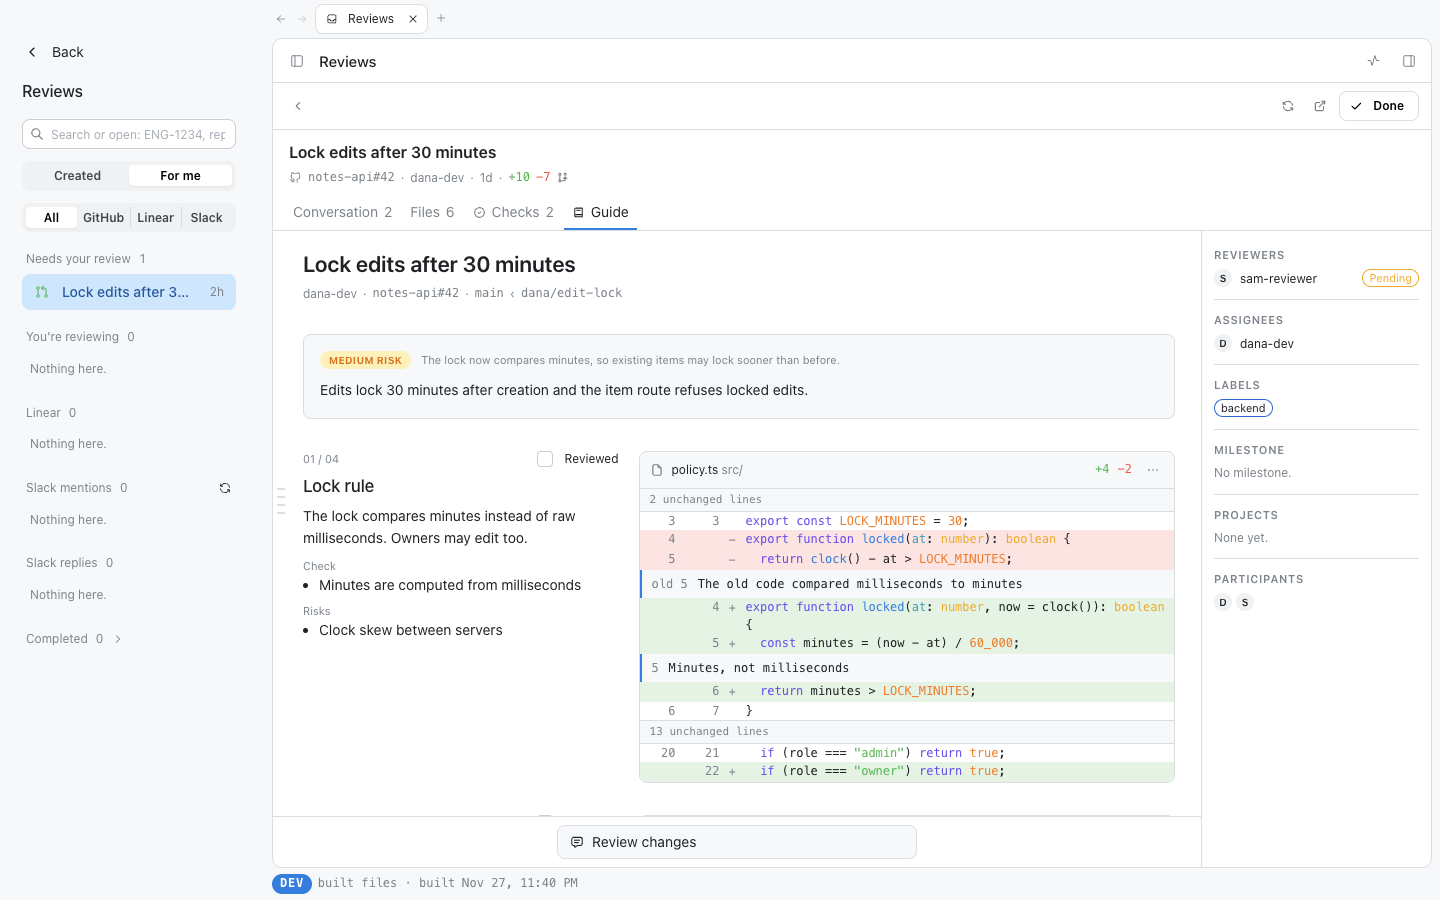 Reviews
Back
Reviews
Search or open: ENG-1234, rep
Created
For me
All
GitHub
Linear
Slack
Needs your review 1
Lock edits after 3... 2h
You're reviewing 0
Nothing here.
Linear 0
Nothing here.
Slack mentions 0
Nothing here.
Slack replies 0
Nothing here.
Completed 0
Reviews
Done
Lock edits after 30 minutes
notes-api#42 · dana-dev · 1d · +10 −7
Conversation 2
Files 6
Checks 2
Guide
Lock edits after 30 minutes
dana-dev · notes-api#42 · main ‹ dana/edit-lock
MEDIUM RISK The lock now compares minutes, so existing items may lock sooner than before.
Edits lock 30 minutes after creation and the item route refuses locked edits.
01 / 04
Reviewed
Lock rule
The lock compares minutes instead of raw
milliseconds. Owners may edit too.
Check
• Minutes are computed from milliseconds
Risks
• Clock skew between servers
policy.ts src/ +4 −2 ···
2 unchanged lines
3 3 export const LOCK_MINUTES = 30;
4 − export function locked(at: number): boolean {
5 − return clock() − at > LOCK_MINUTES;
old 5 The old code compared milliseconds to minutes
4 + export function locked(at: number, now = clock()): boolean
{
5 + const minutes = (now − at) / 60_000;
5 Minutes, not milliseconds
6 + return minutes > LOCK_MINUTES;
6 7 }
13 unchanged lines
20 21 if (role === "admin") return true;
22 + if (role === "owner") return true;
Review changes
REVIEWERS
S sam-reviewer Pending
ASSIGNEES
D dana-dev
LABELS
backend
MILESTONE
No milestone.
PROJECTS
None yet.
PARTICIPANTS
D S
DEV built files · built Nov 27, 11:40 PM